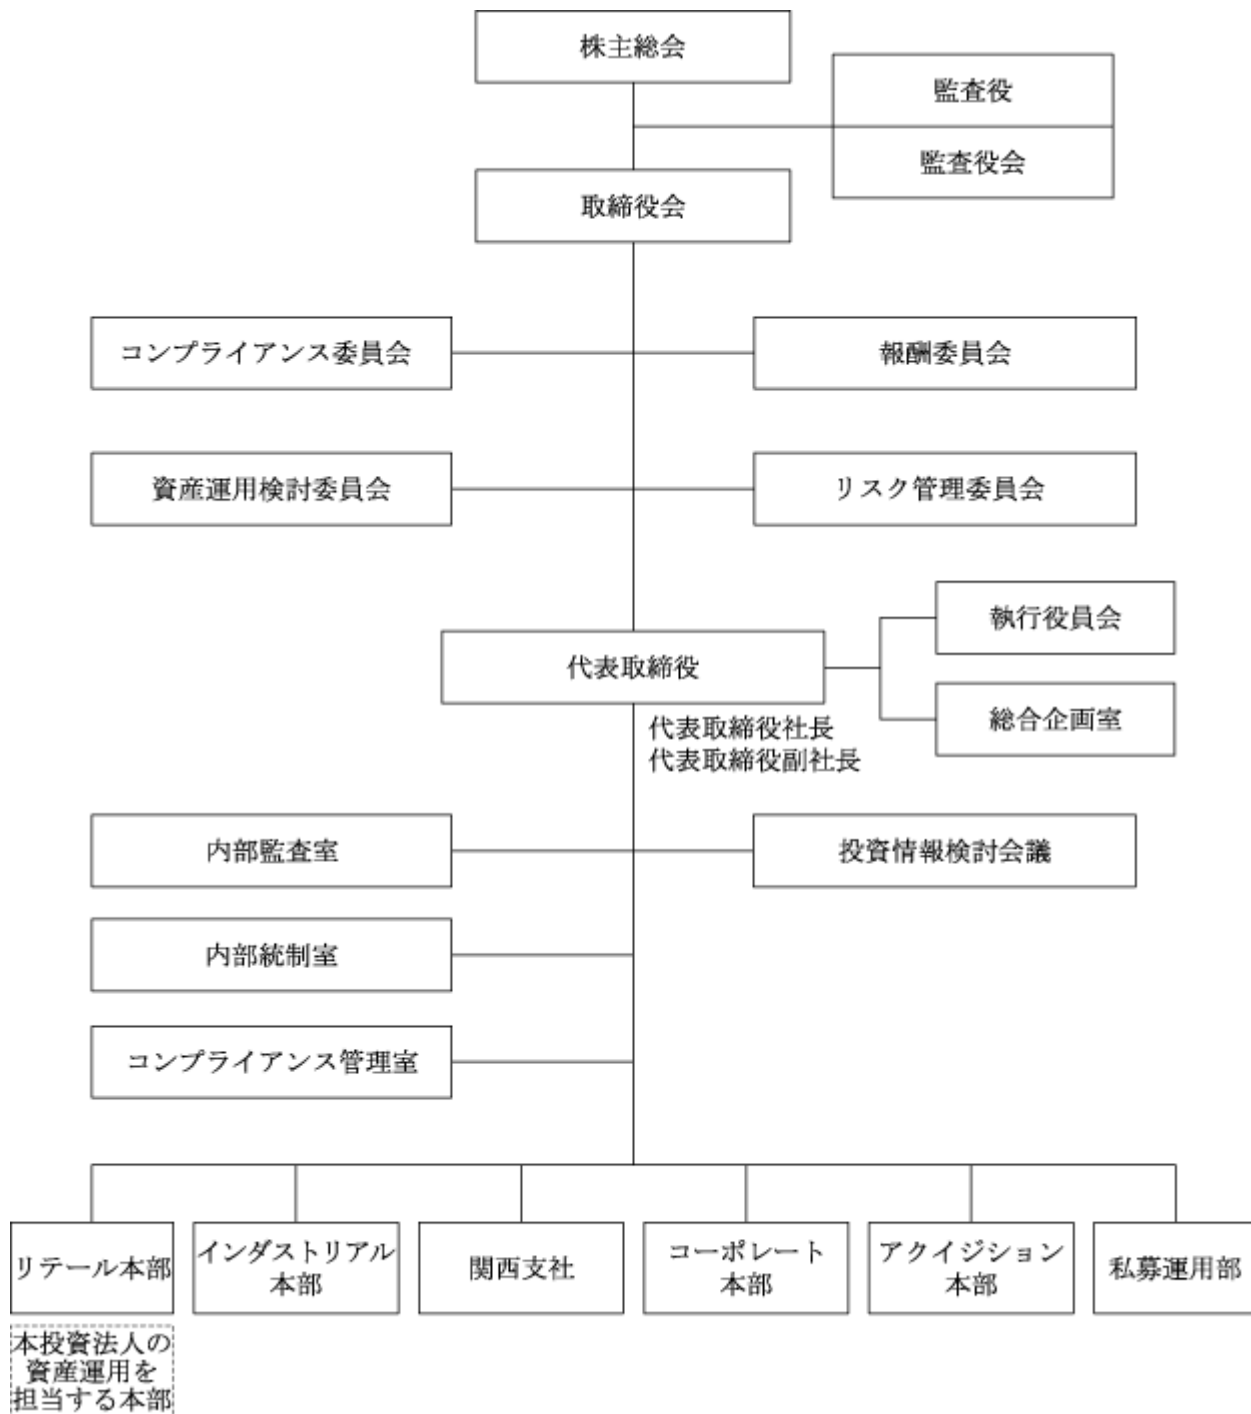 株主総会
監査役
監査役会
取締役会
コンプライアンス委員会
報酬委員会
資産運用検討委員会
リスク管理委員会
執行役員会
代表取締役
総合企画室
代表取締役社長
代表取締役副社長
内部監査室
投資情報検討会議
内部統制室
コンプライアンス管理室
リテール本部
インダストリアル
本部
関西支社
コーポレート
本部
アクイジション
本部
私募運用部
本投資法人の
資産運用を
担当する本部